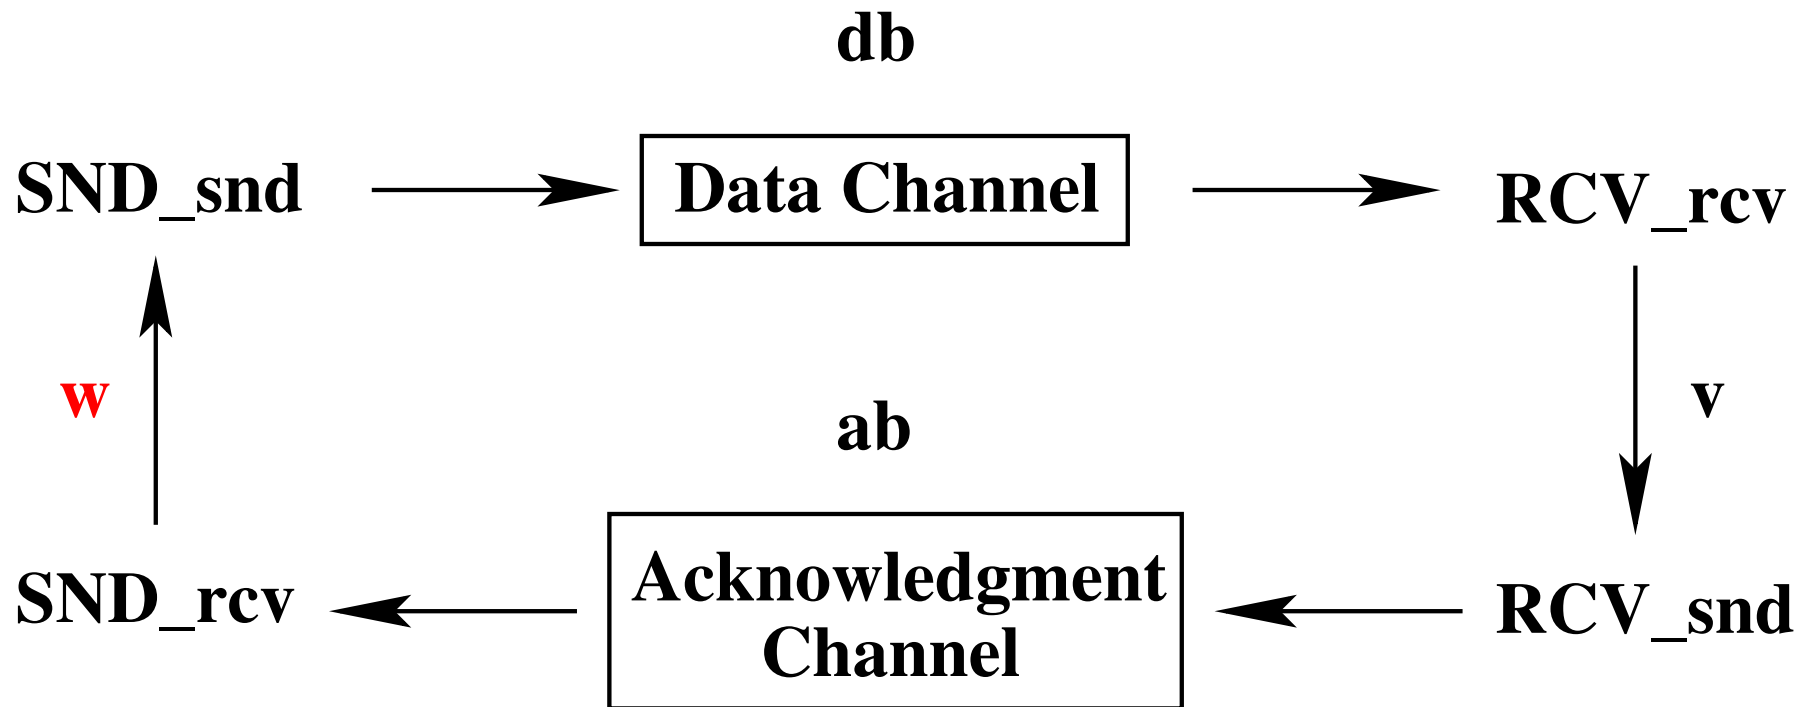 db
SND_snd
Data Channel
RCV_rcv
w
v
ab
SND_rcv
Acknowledgment
Channel
RCV_snd